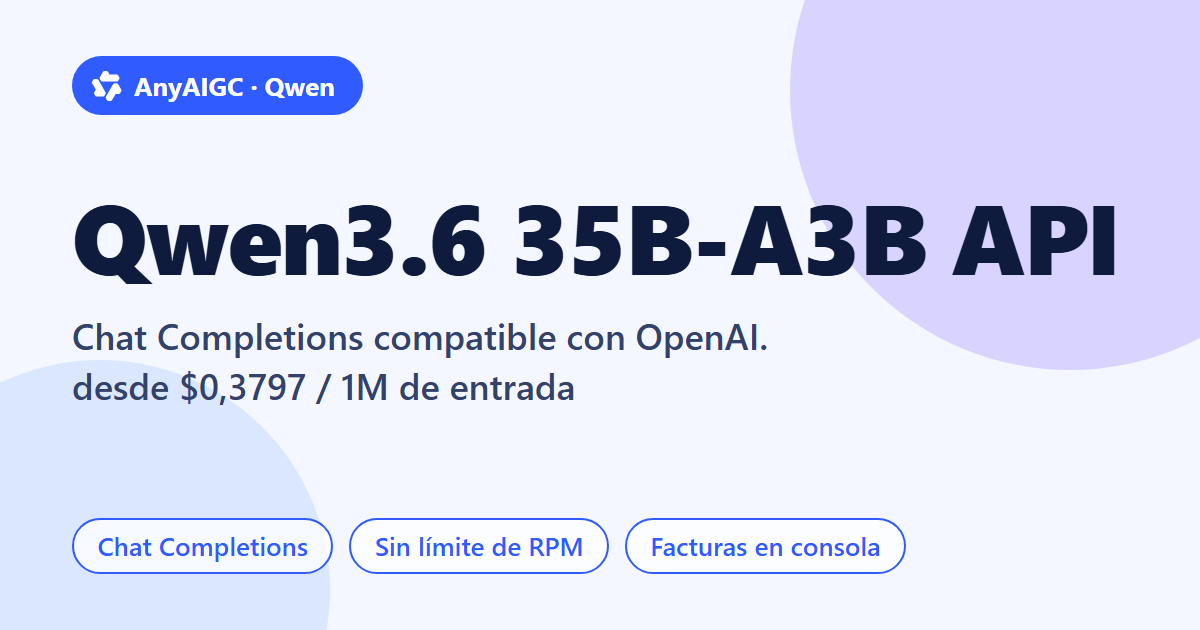 AnyAIGC · Qwen
Qwen3.6 35B-A3B API
Chat Completions compatible con OpenAI.
desde $0,3797 / 1M de entrada
Chat Completions
Sin límite de RPM
Facturas en consola